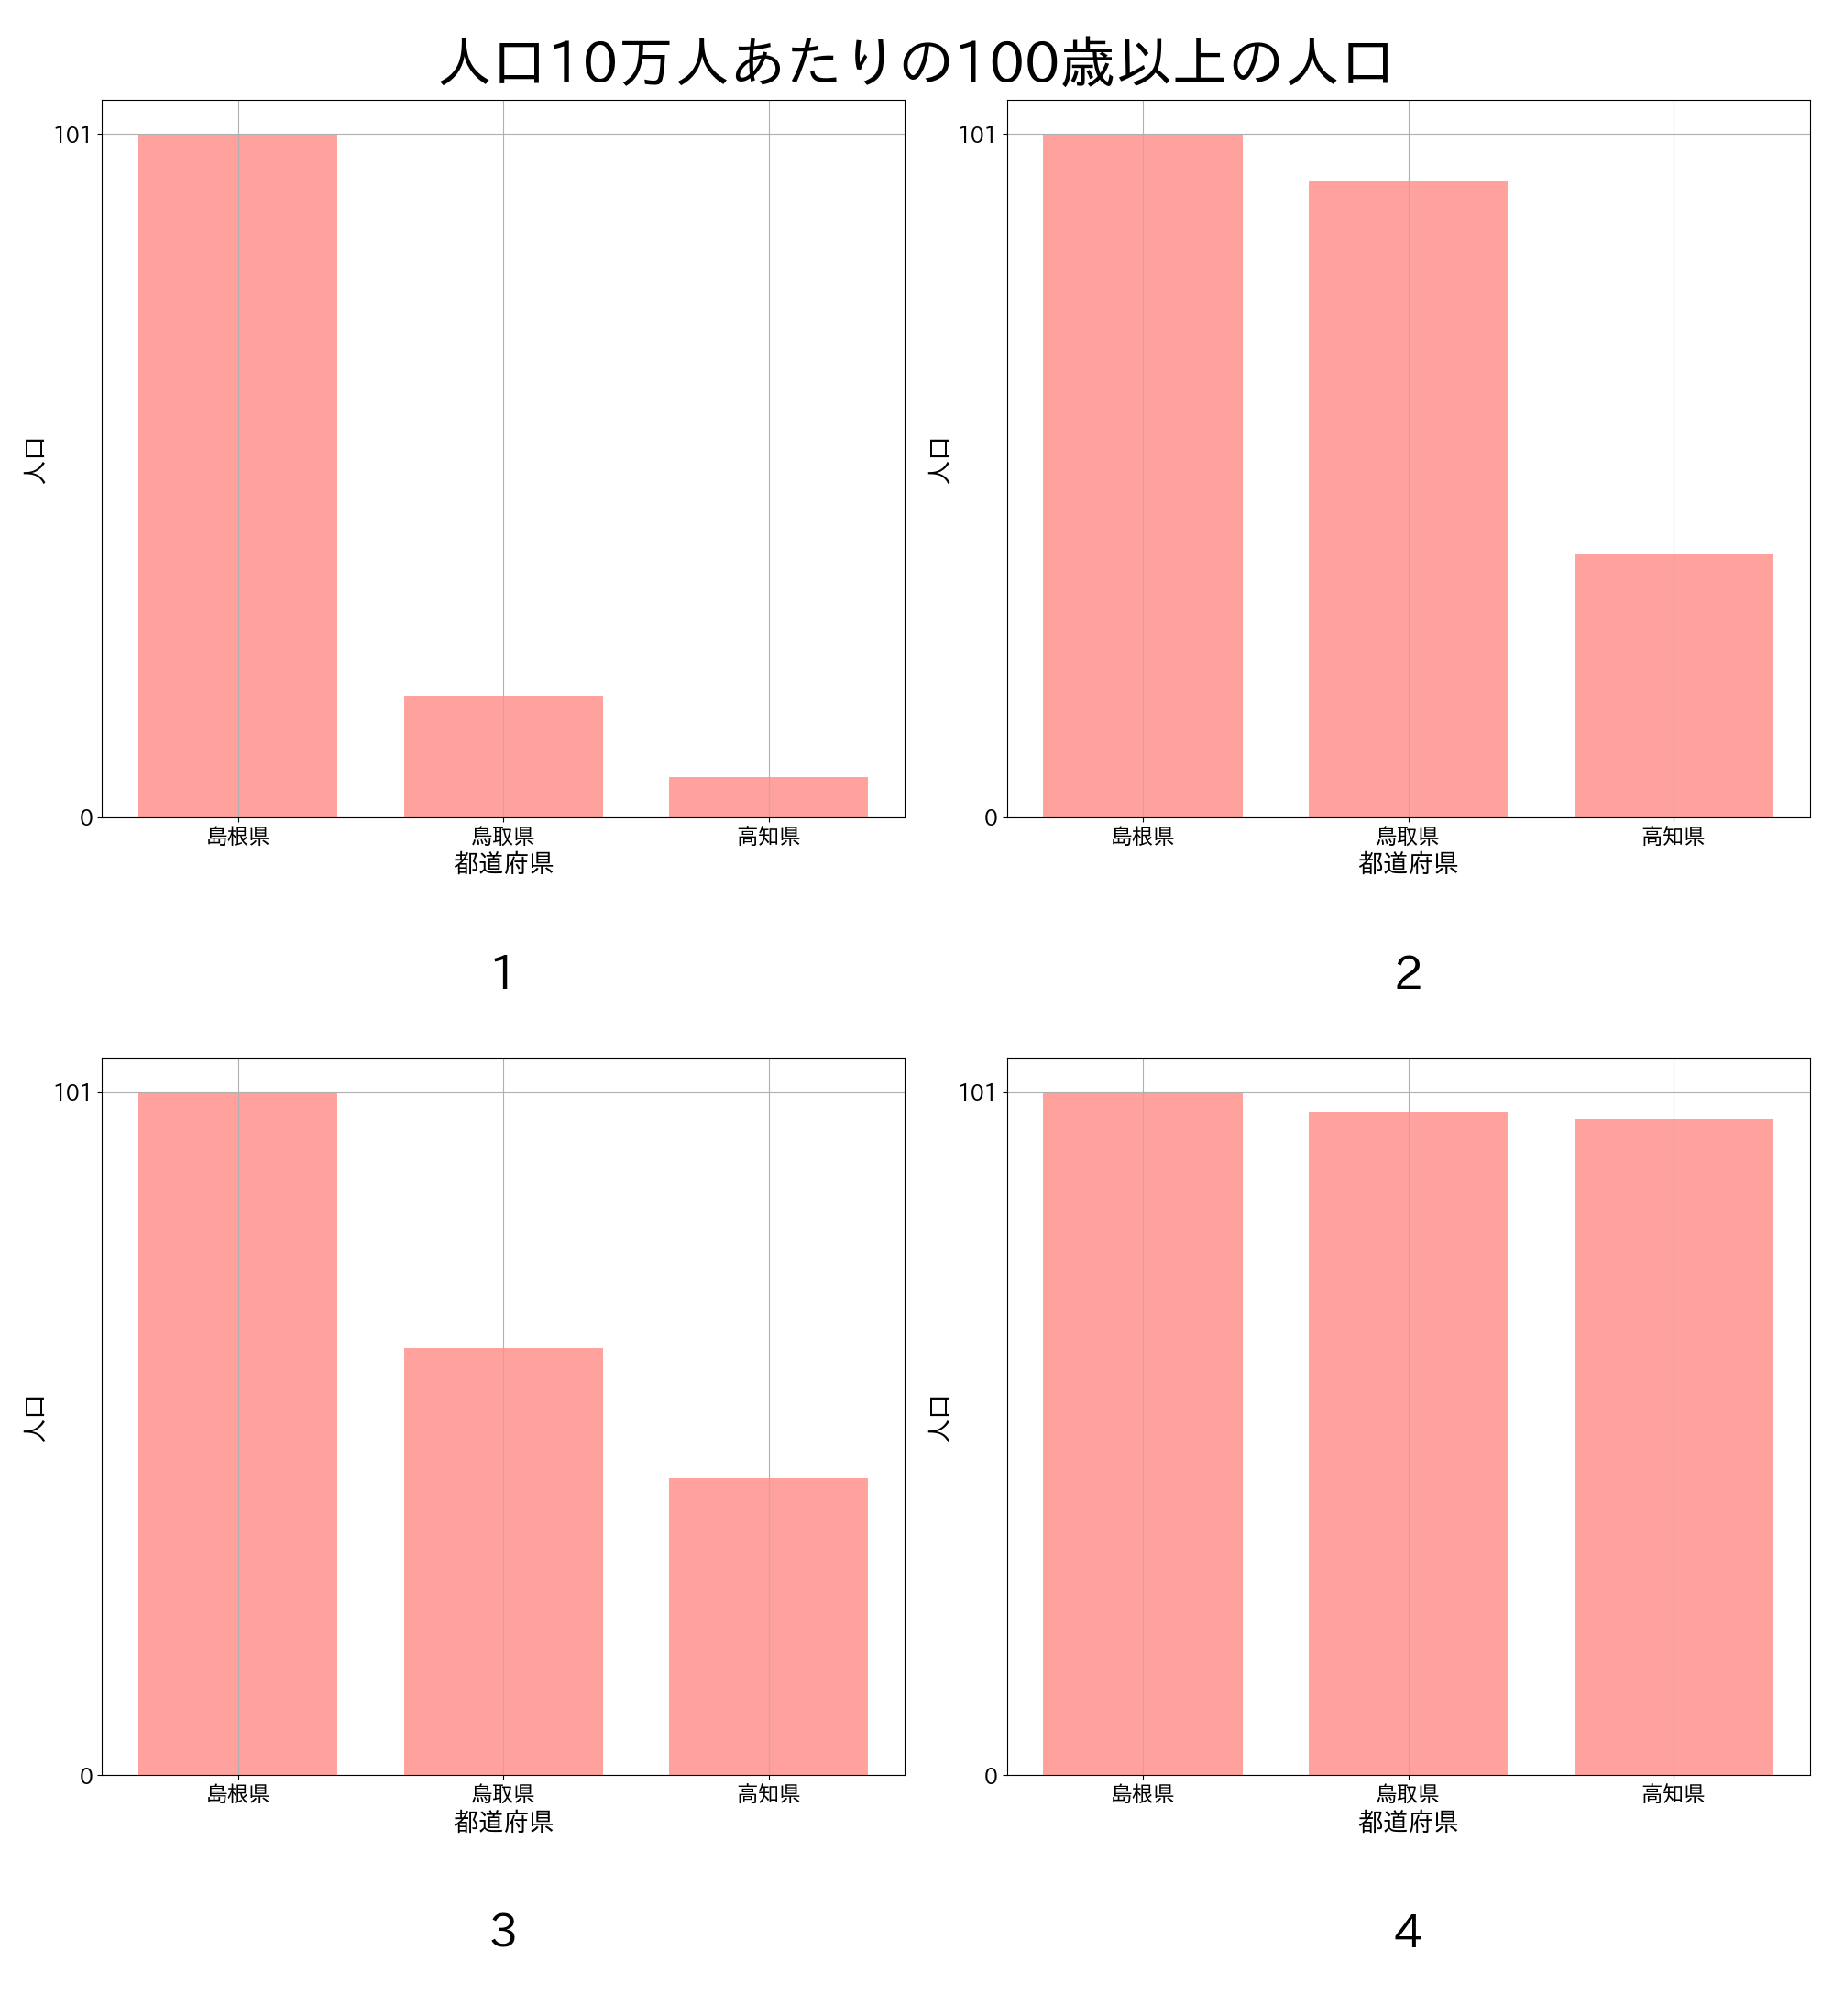 人口10万人あたりの100歳以上の人口
101
0
人口
島根県 鳥取県 高知県
都道府県
1
101
0
人口
島根県 鳥取県 高知県
都道府県
2
101
0
人口
島根県 鳥取県 高知県
都道府県
3
101
0
人口
島根県 鳥取県 高知県
都道府県
4